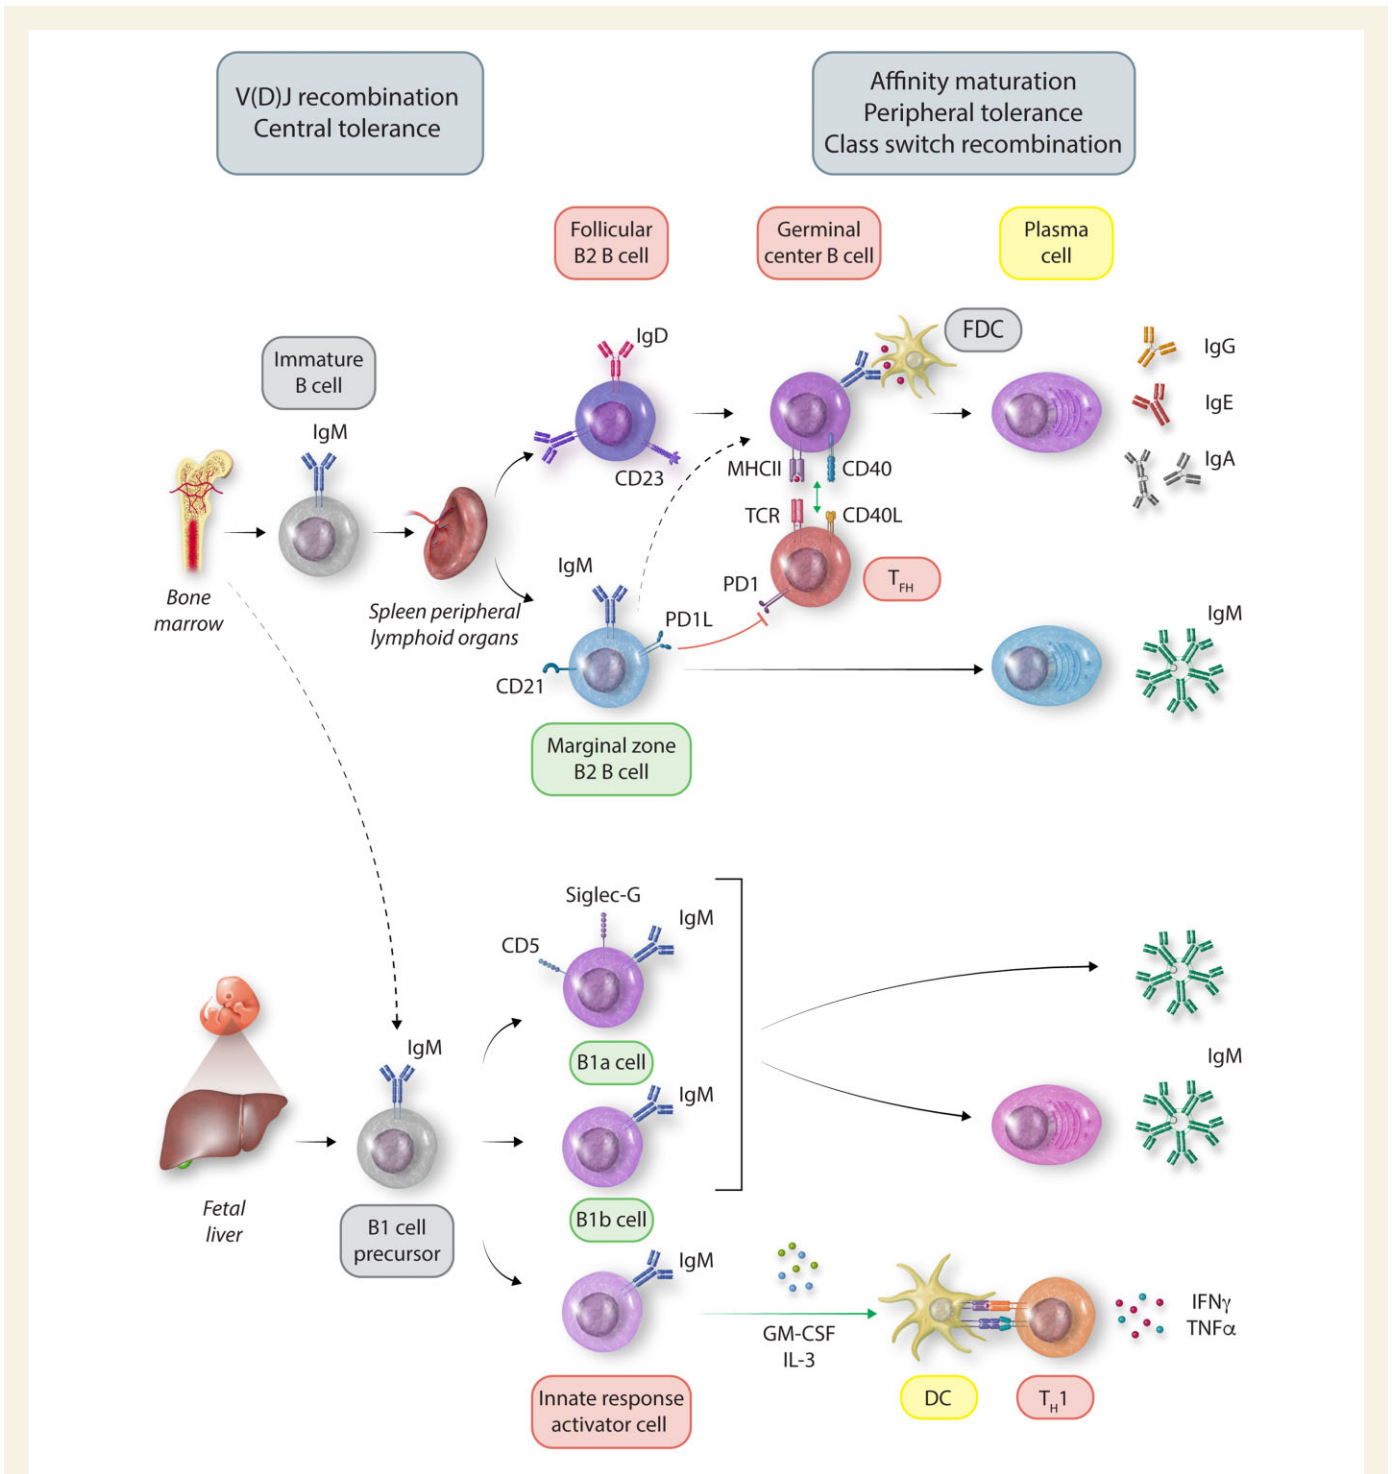 V(D)J recombination
Central tolerance
Affinity maturation
Peripheral tolerance
Class switch recombination
Follicular
B2 B cell
Germinal
center B cell
Plasma
cell
Immature
B cell
IgM
IgD
CD23
FDC
MHCII
CD40
TCR
CD40L
IgG
IgE
IgA
Bone
marrow
Spleen peripheral
lymphoid organs
IgM
CD21
PD1L
PD1
TFH
IgM
Marginal zone
B2 B cell
Siglec-G
CD5
IgM
B1a cell
IgM
IgM
B1b cell
IgM
Fetal
liver
B1 cell
precursor
IgM
Innate response
activator cell
GM-CSF
IL-3
DC
TH1
IFNγ
TNFα